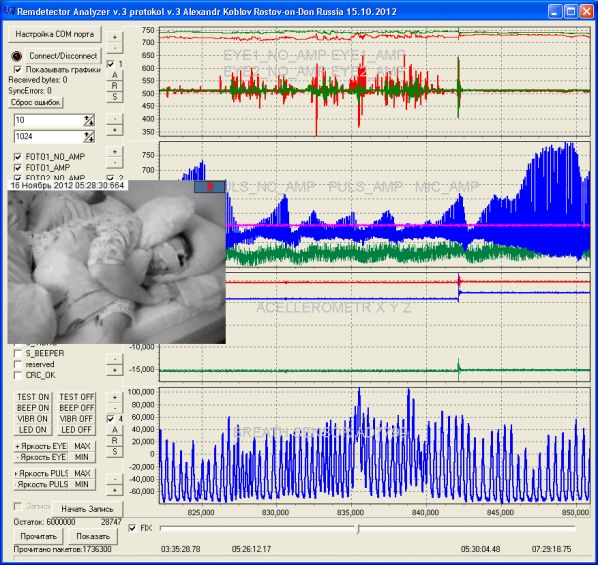 Remdetector Analyzer v.3 protokol v.3 Alexandr Koblov Rostov-on-Don Russia 15.10.2012
Настройка COM порта
Connect/Disconnect
Показывать графики
Received bytes: 0
SyncErrors: 0
Сброс ошибок
10
1024
FOTO1_NO_AMP
FOTO1_AMP
FOTO2_NO_AMP
+
-
1
A
R
S
-
+
+
-
2
750
700
650
600
550
500
450
400
350
EYE1_NO_AMP EYE1_AMP
750
700
PULS_NO_AMP PULS_AMP MIC_AMP
16 Ноябрь 2012 05:28:30:664
ACELLEROMETR X Y Z
-10,000
-15,000
S_BEEPER
reserved
CRC_OK
-
+
TEST ON TEST OFF
BEEP ON BEEP OFF
VIBR ON VIBR OFF
LED ON LED OFF
+ Яркость EYE MAX
- Яркость EYE MIN
+ Яркость PULS MAX
- Яркость PULS MIN
+
-
4
A
R
S
-
+
100,000
80,000
60,000
40,000
20,000
0
-20,000
-40,000
-60,000
825,000 830,000 835,000 840,000 845,000 850,000
Запись
Начать Запись
Остаток: 6000000 28747
Прочитать Показать
FIX
Прочитано пакетов:1736300
03:35:28.78 05:26:12.17 05:30:04.48 07:29:18.75